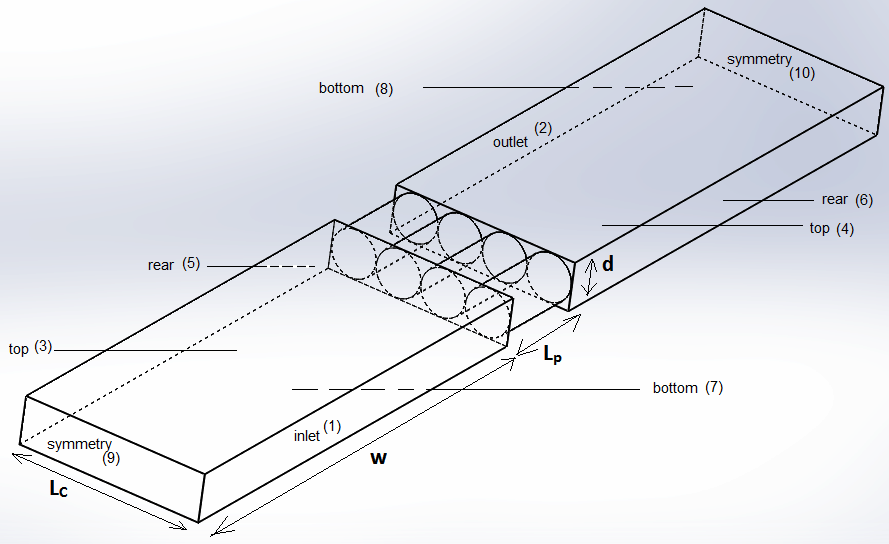 symmetry
(10)
bottom (8)
outlet (2)
rear (6)
top (4)
rear (5)
d
top (3)
Lp
bottom (7)
inlet (1)
symmetry
(9)
w
Lc